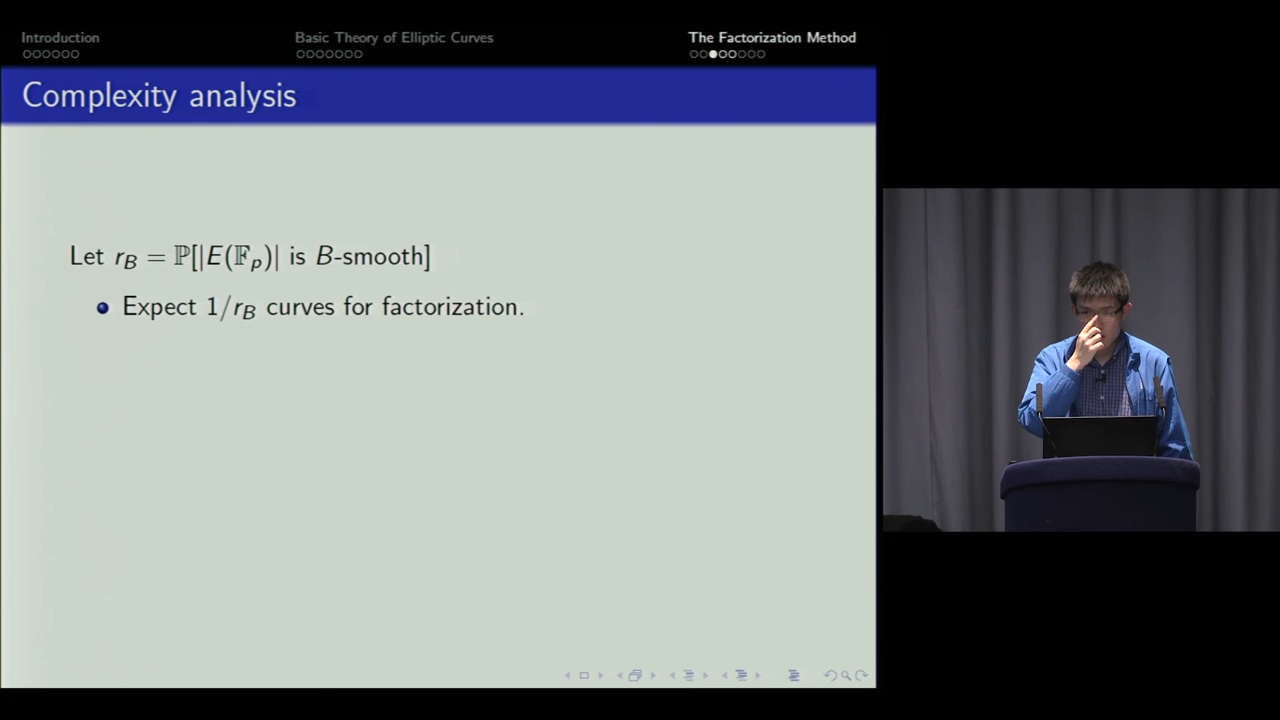 Introduction
Basic Theory of Elliptic Curves
The Factorization Method
Complexity analysis
Let r_B = ℙ[|E(𝔽_p)| is B-smooth]
Expect 1/r_B curves for factorization.